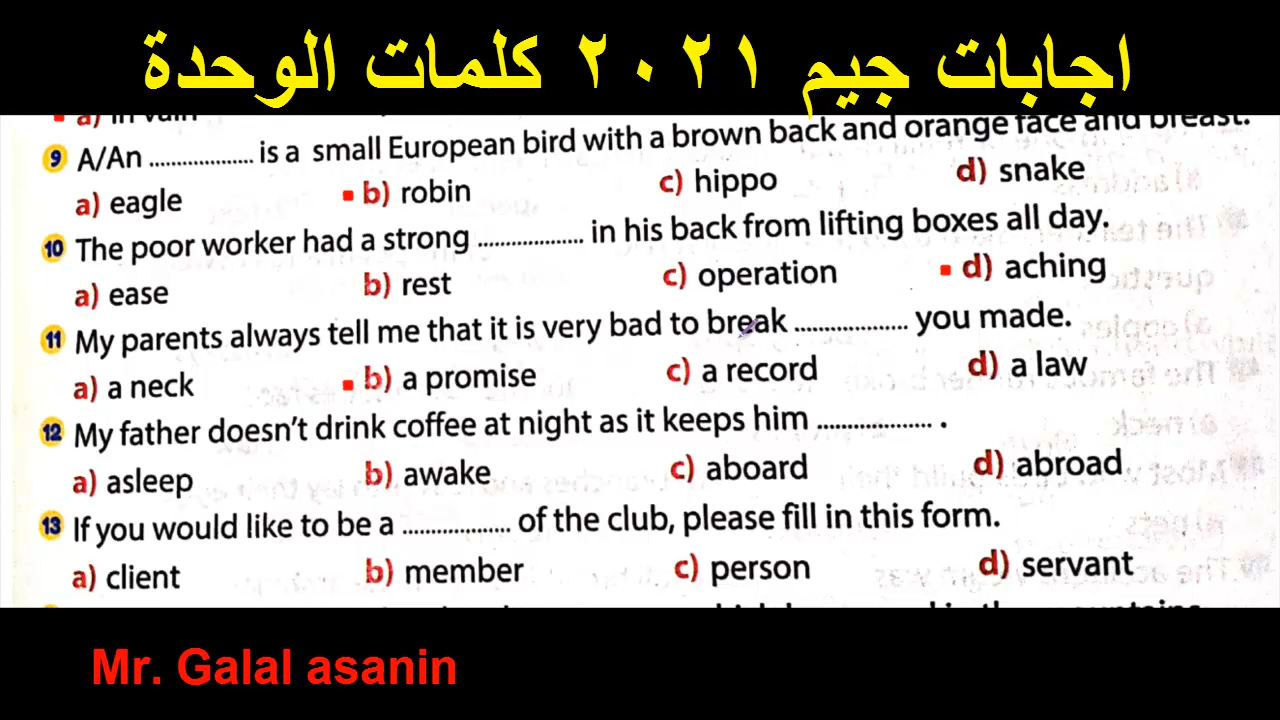 اجابات جيم ٢٠٢١ كلمات الوحدة
a) in vain
9 A/An .................... is a small European bird with a brown back and orange face and breast.
a) eagle b) robin c) hippo d) snake
10 The poor worker had a strong .................... in his back from lifting boxes all day.
a) ease b) rest c) operation d) aching
11 My parents always tell me that it is very bad to break .................... you made.
a) a neck b) a promise c) a record d) a law
12 My father doesn't drink coffee at night as it keeps him .................... .
a) asleep b) awake c) aboard d) abroad
13 If you would like to be a .................... of the club, please fill in this form.
a) client b) member c) person d) servant
Mr. Galal asanin